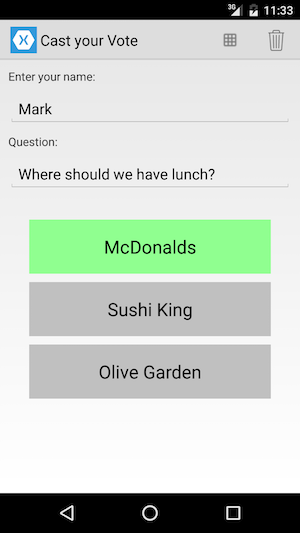 3G 11:33
Cast your Vote
Enter your name:
Mark
Question:
Where should we have lunch?
McDonalds
Sushi King
Olive Garden